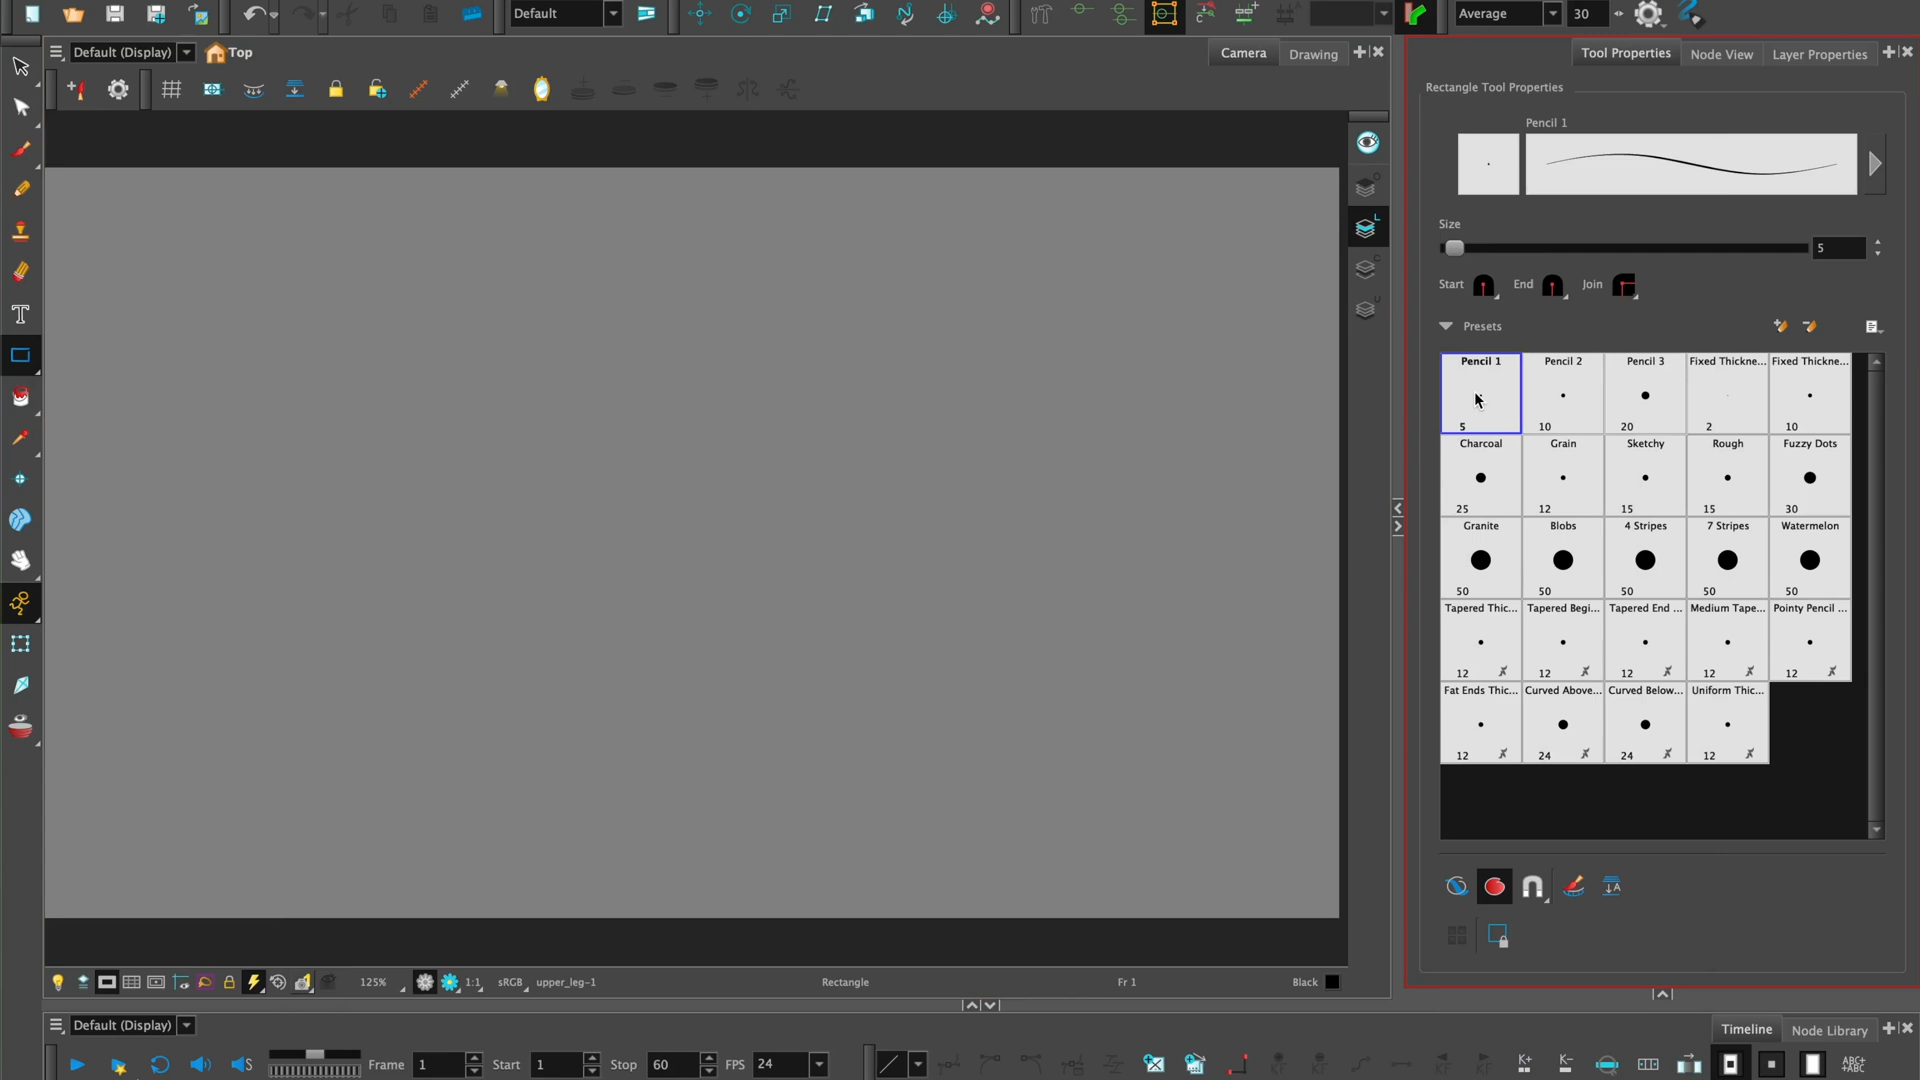 Default
Average
30
Default (Display)
Top
Camera
Drawing
Tool Properties
Node View
Layer Properties
Rectangle Tool Properties
Pencil 1
Size
5
Start
End
Join
Presets
Pencil 1
Pencil 2
Pencil 3
Fixed Thickne...
Fixed Thickne...
5
10
20
2
10
Charcoal
Grain
Sketchy
Rough
Fuzzy Dots
25
12
15
15
30
Granite
Blobs
4 Stripes
7 Stripes
Watermelon
50
50
50
50
50
Tapered Thic...
Tapered Begi...
Tapered End ...
Medium Tape...
Pointy Pencil ...
12
12
12
12
12
Fat Ends Thic...
Curved Above...
Curved Below...
Uniform Thic...
12
24
24
12
125%
1:1
sRGB
upper_leg-1
Rectangle
Fr 1
Black
Default (Display)
Timeline
Node Library
Frame
1
Start
1
Stop
60
FPS
24